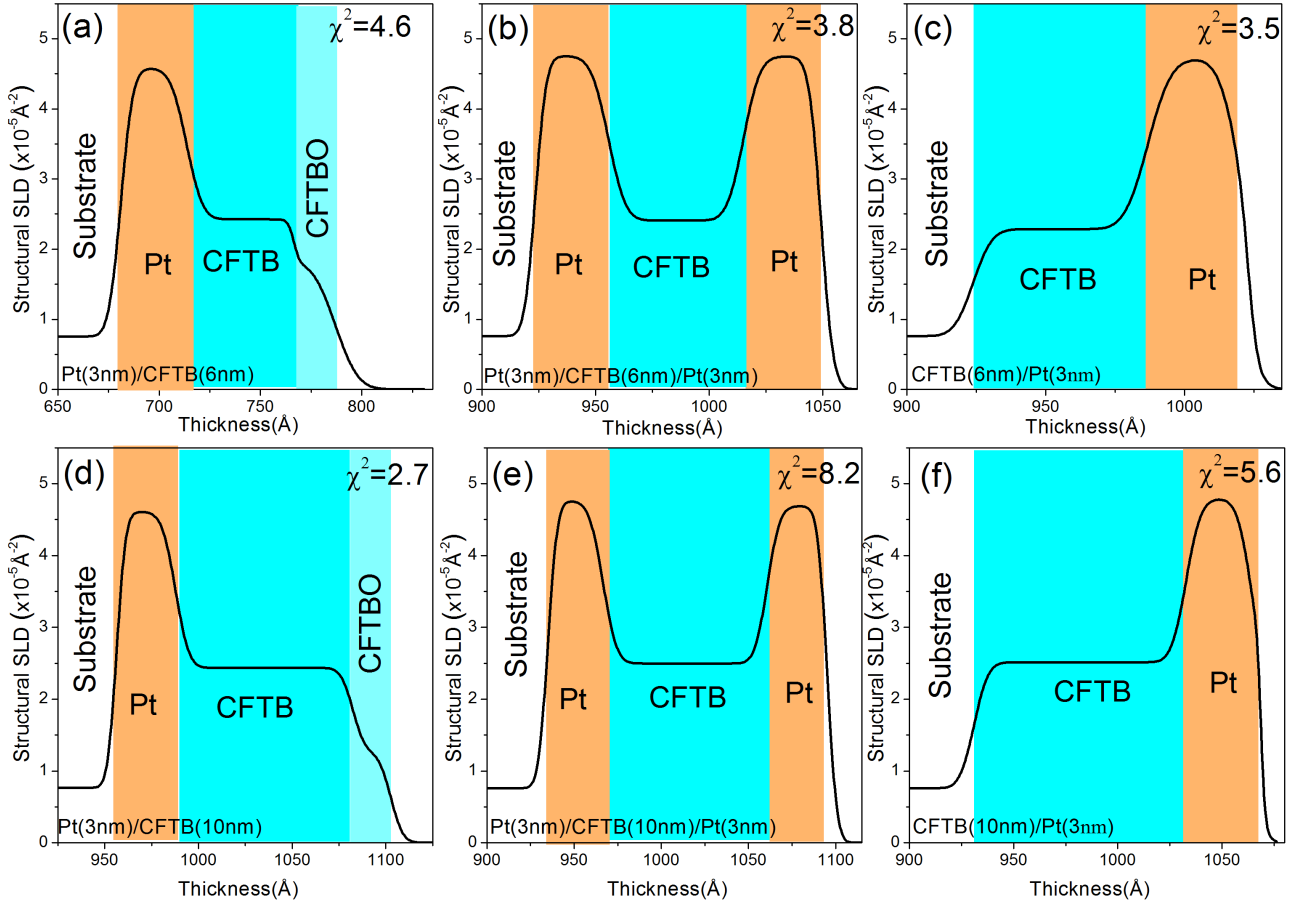 (a)
χ²=4.6
Structural SLD (x10⁻⁵Å⁻²)
5
4
3
2
1
0
Substrate
Pt
CFTB
CFTBO
Pt(3nm)/CFTB(6nm)
650
700
750
800
Thickness(Å)
(b)
χ²=3.8
Structural SLD (x10⁻⁵Å⁻²)
5
4
3
2
1
0
Substrate
Pt
CFTB
Pt
Pt(3nm)/CFTB(6nm)/Pt(3nm)
900
950
1000
1050
Thickness(Å)
(c)
χ²=3.5
Structural SLD (x10⁻⁵Å⁻²)
5
4
3
2
1
0
Substrate
CFTB
Pt
CFTB(6nm)/Pt(3nm)
900
950
1000
Thickness(Å)
(d)
χ²=2.7
Structural SLD (x10⁻⁵Å⁻²)
5
4
3
2
1
0
Substrate
Pt
CFTB
CFTBO
Pt(3nm)/CFTB(10nm)
950
1000
1050
1100
Thickness(Å)
(e)
χ²=8.2
Structural SLD (x10⁻⁵Å⁻²)
5
4
3
2
1
0
Substrate
Pt
CFTB
Pt
Pt(3nm)/CFTB(10nm)/Pt(3nm)
900
950
1000
1050
1100
Thickness(Å)
(f)
χ²=5.6
Structural SLD (x10⁻⁵Å⁻²)
5
4
3
2
1
0
Substrate
CFTB
Pt
CFTB(10nm)/Pt(3nm)
900
950
1000
1050
Thickness(Å)